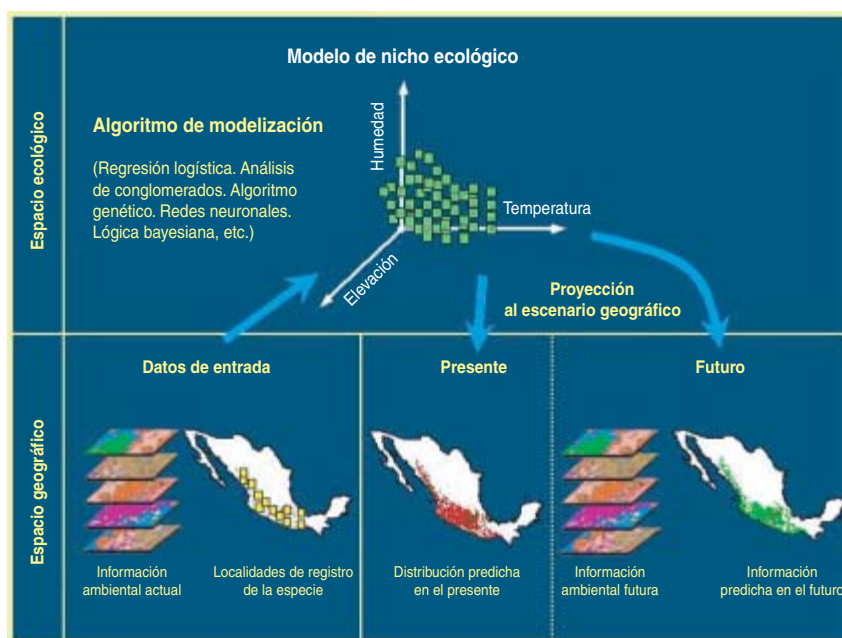 Modelo de nicho ecológico
Espacio ecológico
Algoritmo de modelización
(Regresión logística. Análisis
de conglomerados. Algoritmo
genético. Redes neuronales.
Lógica bayesiana, etc.)
Humedad
Temperatura
Elevación
Proyección
al escenario geográfico
Espacio geográfico
Datos de entrada
Presente
Futuro
Información
ambiental actual
Localidades de registro
de la especie
Distribución predicha
en el presente
Información
ambiental futura
Información
predicha en el futuro